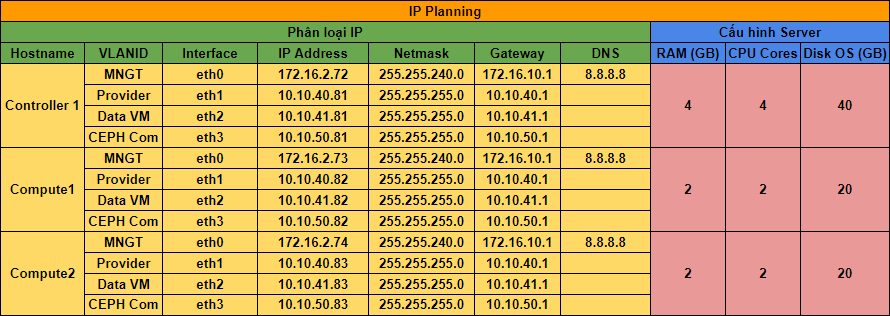 IP Planning
Phân loại IP Cấu hình Server
Hostname VLANID Interface IP Address Netmask Gateway DNS RAM (GB) CPU Cores Disk OS (GB)
MNGT eth0 172.16.2.72 255.255.240.0 172.16.10.1 8.8.8.8
Provider eth1 10.10.40.81 255.255.255.0 10.10.40.1
Controller 1 4 4 40
Data VM eth2 10.10.41.81 255.255.255.0 10.10.41.1
CEPH Com eth3 10.10.50.81 255.255.255.0 10.10.50.1
MNGT eth0 172.16.2.73 255.255.240.0 172.16.10.1 8.8.8.8
Provider eth1 10.10.40.82 255.255.255.0 10.10.40.1
Compute1 2 2 20
Data VM eth2 10.10.41.82 255.255.255.0 10.10.41.1
CEPH Com eth3 10.10.50.82 255.255.255.0 10.10.50.1
MNGT eth0 172.16.2.74 255.255.240.0 172.16.10.1 8.8.8.8
Provider eth1 10.10.40.83 255.255.255.0 10.10.40.1
Compute2 2 2 20
Data VM eth2 10.10.41.83 255.255.255.0 10.10.41.1
CEPH Com eth3 10.10.50.83 255.255.255.0 10.10.50.1